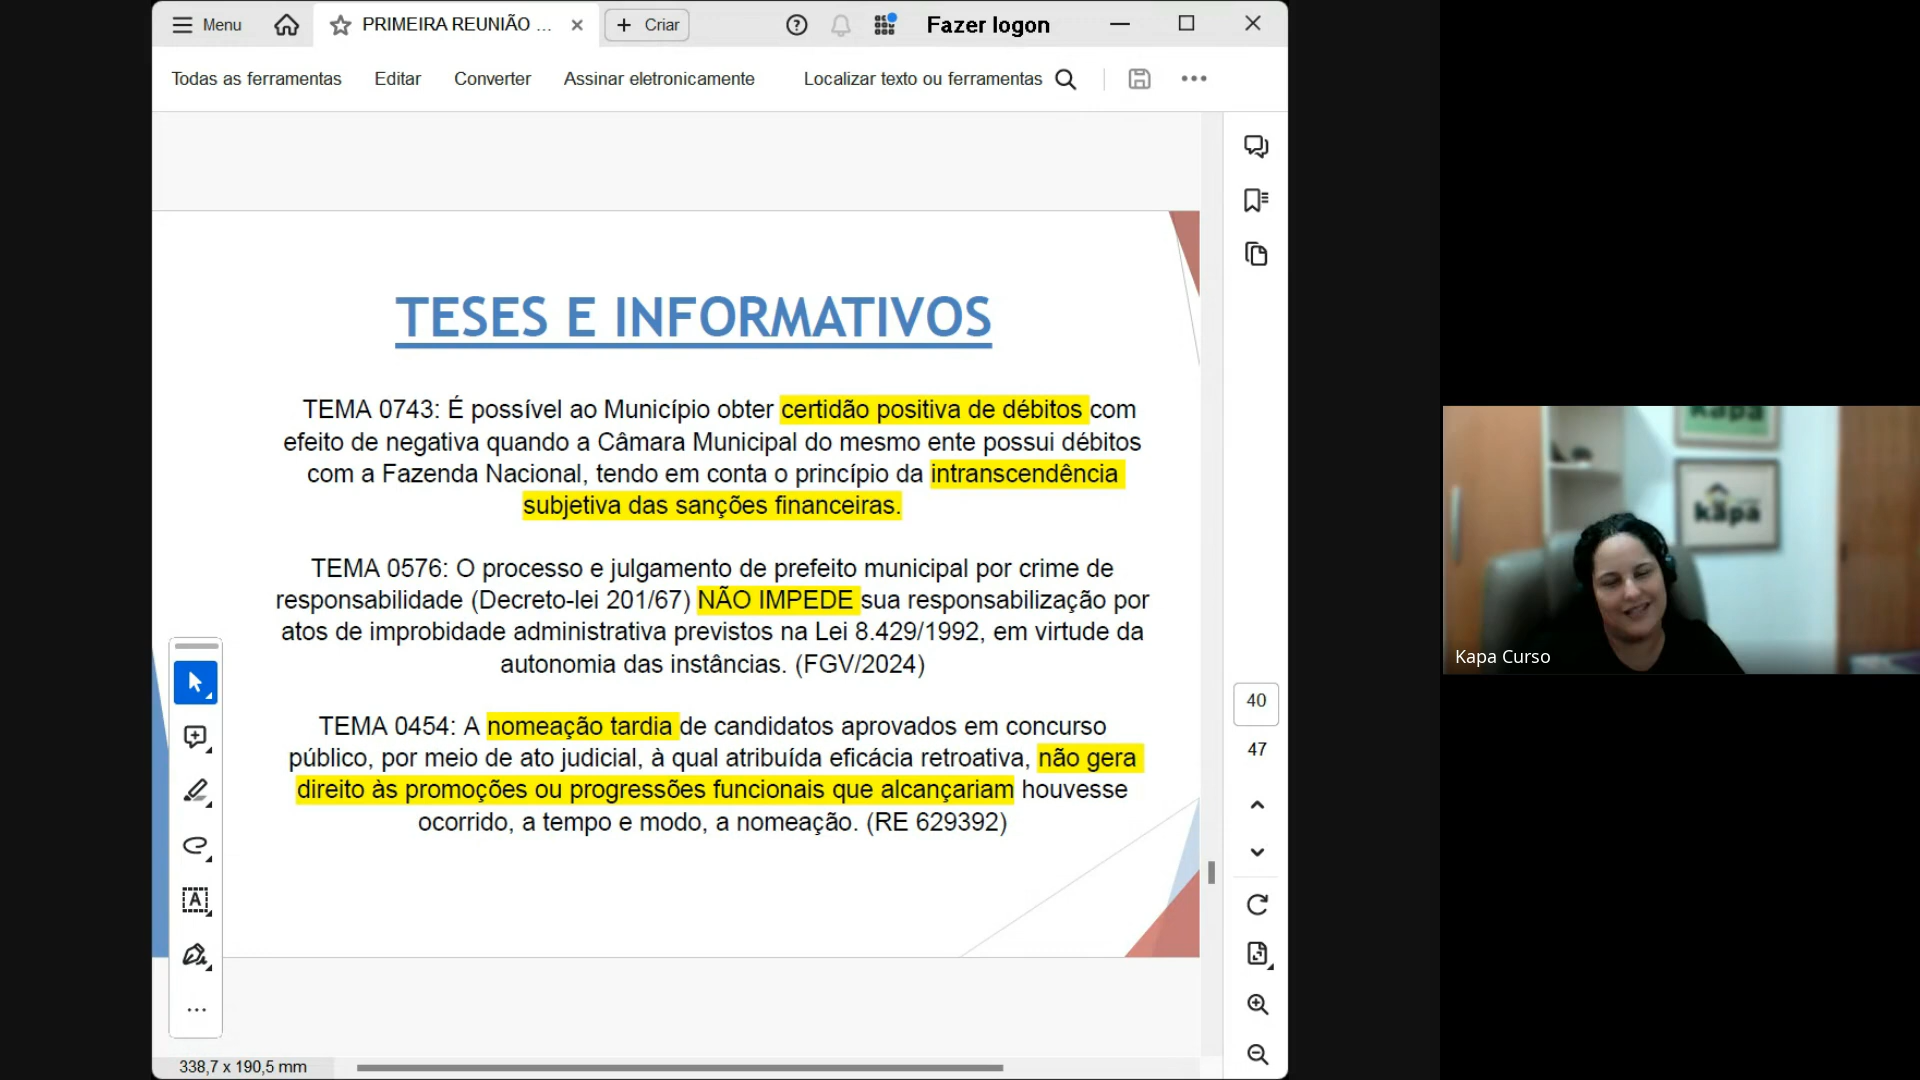 Menu
PRIMEIRA REUNIÃO ...
Criar
Fazer logon
Todas as ferramentas
Editar
Converter
Assinar eletronicamente
Localizar texto ou ferramentas
TESES E INFORMATIVOS
TEMA 0743: É possível ao Município obter certidão positiva de débitos com
efeito de negativa quando a Câmara Municipal do mesmo ente possui débitos
com a Fazenda Nacional, tendo em conta o princípio da intranscendência
subjetiva das sanções financeiras.
TEMA 0576: O processo e julgamento de prefeito municipal por crime de
responsabilidade (Decreto-lei 201/67) NÃO IMPEDE sua responsabilização por
atos de improbidade administrativa previstos na Lei 8.429/1992, em virtude da
autonomia das instâncias. (FGV/2024)
TEMA 0454: A nomeação tardia de candidatos aprovados em concurso
público, por meio de ato judicial, à qual atribuída eficácia retroativa, não gera
direito às promoções ou progressões funcionais que alcançariam houvesse
ocorrido, a tempo e modo, a nomeação. (RE 629392)
40
47
338,7 x 190,5 mm
kapa
kapa
Kapa Curso